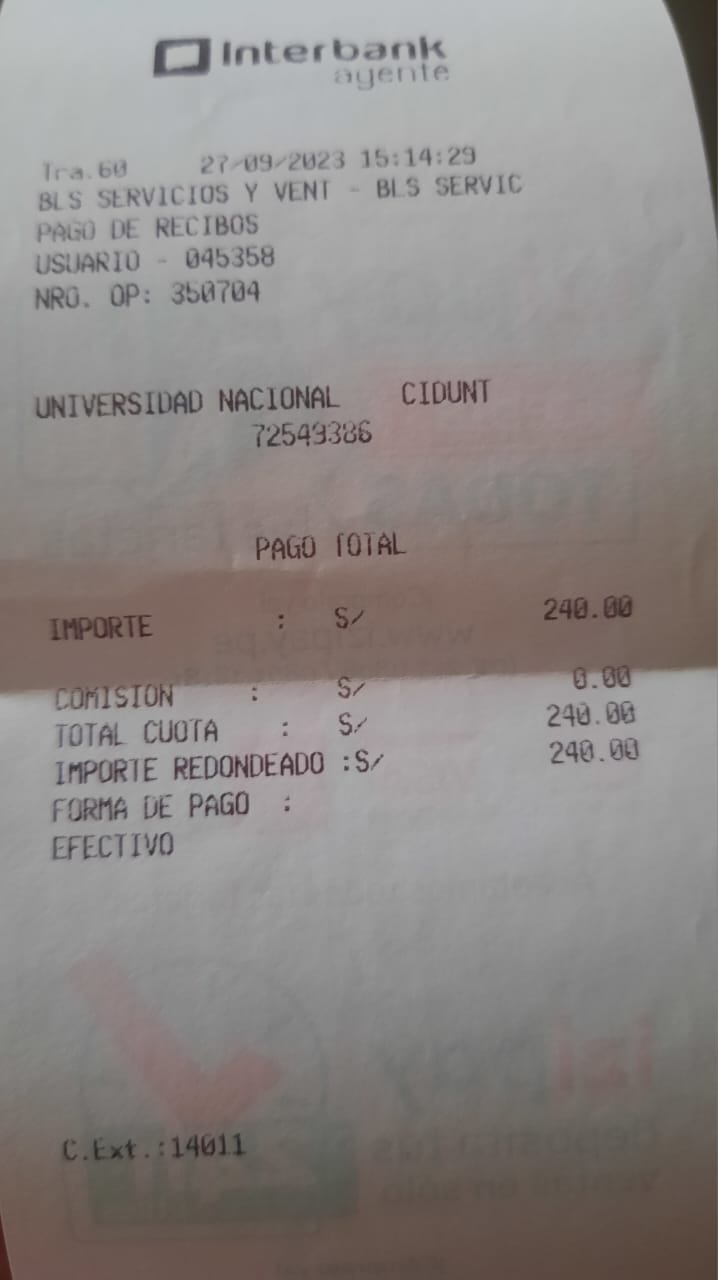 Interbank
agente
Tra.60 27/09/2023 15:14:29
BLS SERVICIOS Y VENT - BLS SERVIC
PAGO DE RECIBOS
USUARIO - 045358
NRO. OP: 350704
UNIVERSIDAD NACIONAL CIDUNT
72549386
PAGO TOTAL
IMPORTE : S/ 240.00
COMISION : S/ 0.00
TOTAL CUOTA : S/ 240.00
IMPORTE REDONDEADO :S/ 240.00
FORMA DE PAGO :
EFECTIVO
C.Ext.:14011